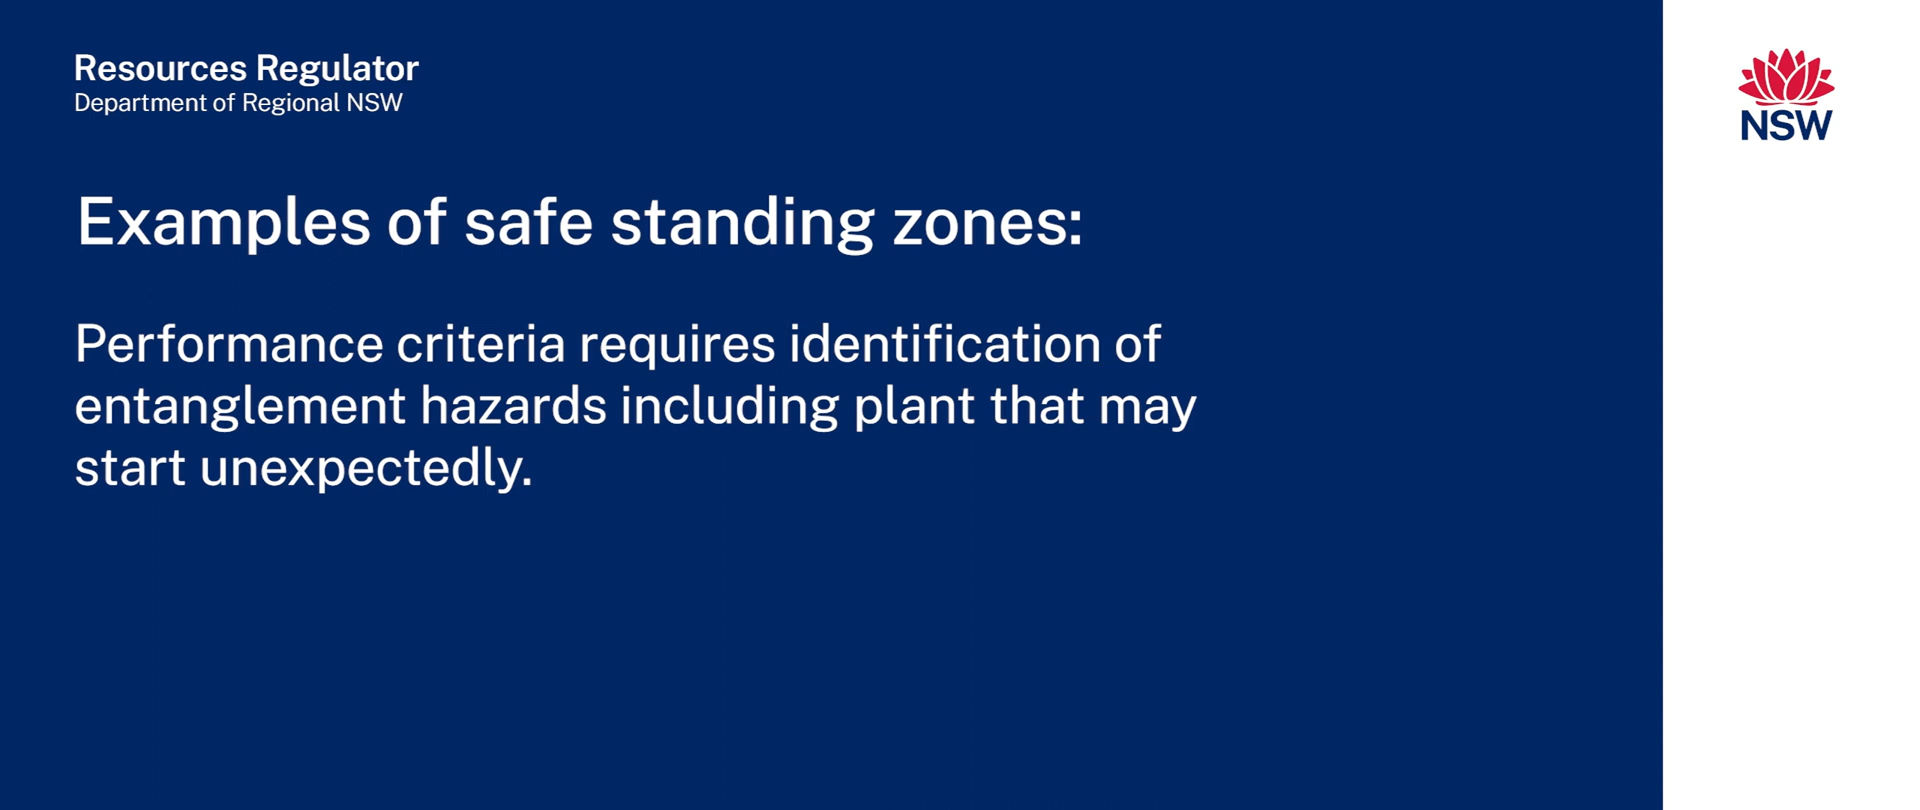 Resources Regulator
Department of Regional NSW
NSW
Examples of safe standing zones:
Performance criteria requires identification of
entanglement hazards including plant that may
start unexpectedly.